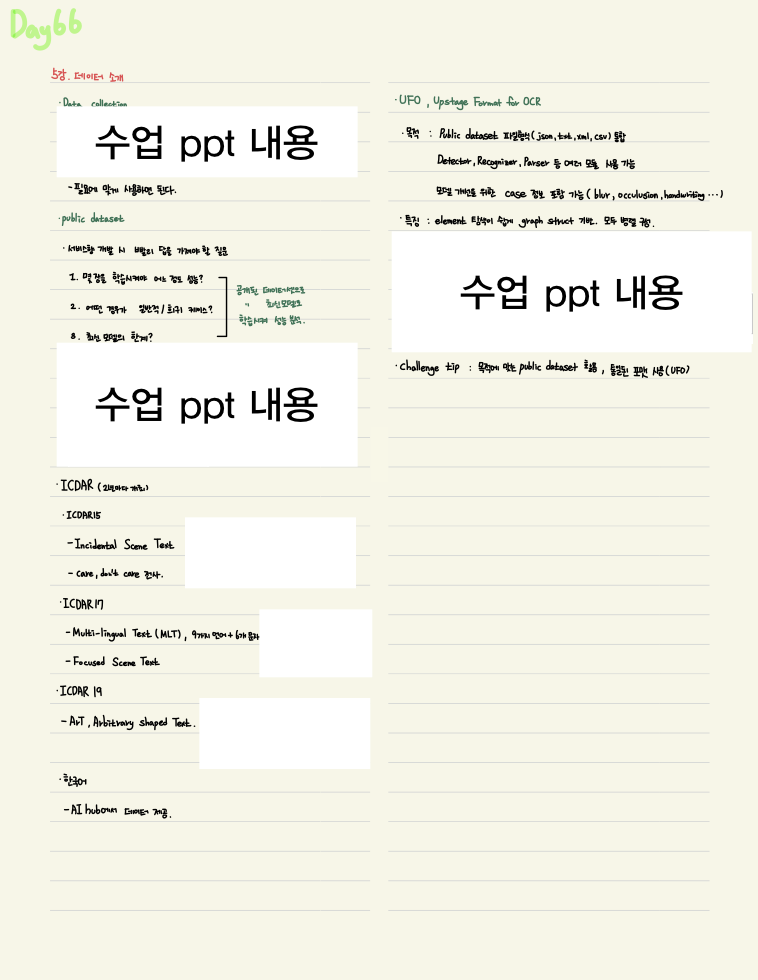 Day66
5강. 데이터 소개
· Data collection
수업 ppt 내용
- 필요에 맞게 사용하면 된다.
· public dataset
· 서비스향 개발 시 빨리 답을 가져야 할 질문
1. 몇 장을 학습시켜야 어느 정도 성능?
2. 어떤 경우가 일반적 / 희귀 케이스?
3. 최신 모델의 한계?
공개된 데이터셋으로
" 최신모델로
학습시켜 성능 분석.
수업 ppt 내용
· ICDAR (2년마다 개최)
· ICDAR15
- Incidental Scene Text
- care, don't care 전사.
· ICDAR17
- Multi-lingual Text (MLT), 9가지 언어 + 6개 문자
- Focused Scene Text
· ICDAR 19
- ArT, Arbitrary shaped Text.
· 한국어
- AI hub에서 데이터 제공.
· UFO, Upstage Format for OCR
· 목적 : Public dataset 파일형식(json, txt, xml, csv) 통합
Detector, Recognizer, Parser 등 여러 모듈 사용 가능
모델 개선을 위한 case 정보 포함 가능 ( blur, occulusion, handwriting ···)
· 특징 : element 탐색이 쉽게 graph struct 기반. 모두 병렬 구성.
수업 ppt 내용
· Challenge tip : 목적에 맞는 public dataset 활용, 통일된 포맷 사용(UFO)